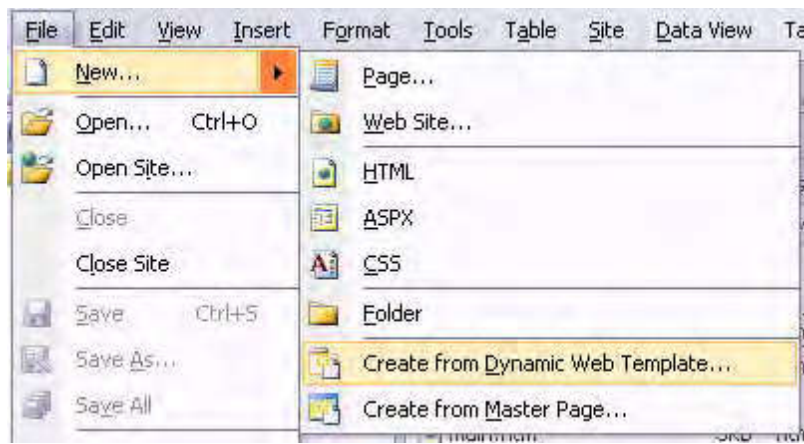 File Edit View Insert Format Tools Table Site Data View Ta
New...
Open... Ctrl+O
Open Site...
Close
Close Site
Save Ctrl+S
Save As...
Save All
Page...
Web Site...
HTML
ASPX
CSS
Folder
Create from Dynamic Web Template...
Create from Master Page...